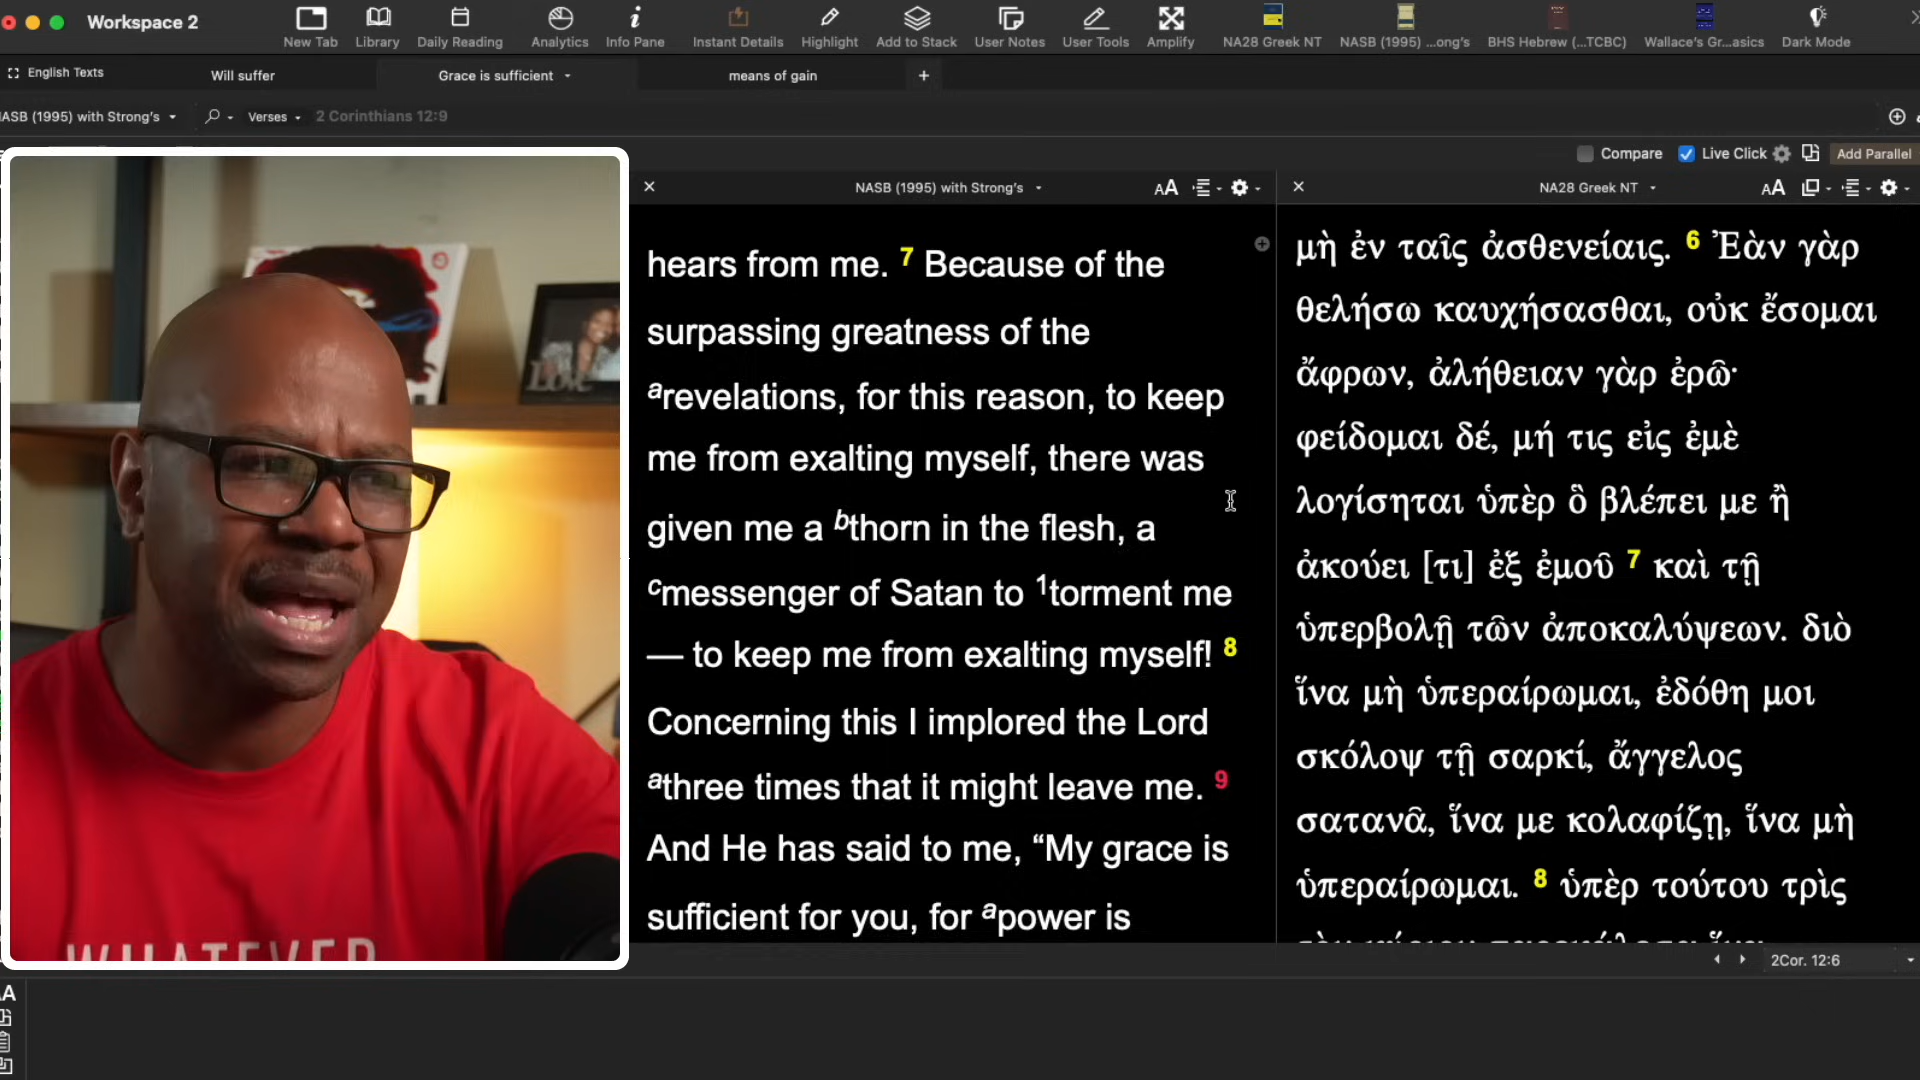 Workspace 2
New Tab
Library
Daily Reading
Analytics
Info Pane
Instant Details
Highlight
Add to Stack
User Notes
User Tools
Amplify
NA28 Greek NT
NASB (1995) ...ong's
BHS Hebrew (...TCBC)
Wallace's Gr...asics
Dark Mode
English Texts
Will suffer
Grace is sufficient
means of gain
+
ASB (1995) with Strong's
Verses
2 Corinthians 12:9
Compare
Live Click
Add Parallel
NASB (1995) with Strong's
AA
hears from me. 7 Because of the
surpassing greatness of the
arevelations, for this reason, to keep
me from exalting myself, there was
given me a bthorn in the flesh, a
cmessenger of Satan to 1torment me
— to keep me from exalting myself! 8
Concerning this I implored the Lord
athree times that it might leave me. 9
And He has said to me, “My grace is
sufficient for you, for apower is
NA28 Greek NT
AA
μὴ ἐν ταῖς ἀσθενείαις. 6 Ἐὰν γὰρ
θελήσω καυχήσασθαι, οὐκ ἔσομαι
ἄφρων, ἀλήθειαν γὰρ ἐρῶ·
φείδομαι δέ, μή τις εἰς ἐμὲ
λογίσηται ὑπὲρ ὃ βλέπει με ἢ
ἀκούει [τι] ἐξ ἐμοῦ 7 καὶ τῇ
ὑπερβολῇ τῶν ἀποκαλύψεων. διὸ
ἵνα μὴ ὑπεραίρωμαι, ἐδόθη μοι
σκόλοψ τῇ σαρκί, ἄγγελος
σατανᾶ, ἵνα με κολαφίζῃ, ἵνα μὴ
ὑπεραίρωμαι. 8 ὑπὲρ τούτου τρὶς
2Cor. 12:6
LOVE
WHATEVER